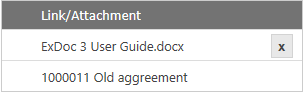 Link/Attachment
ExDoc 3 User Guide.docx x
1000011 Old aggreement